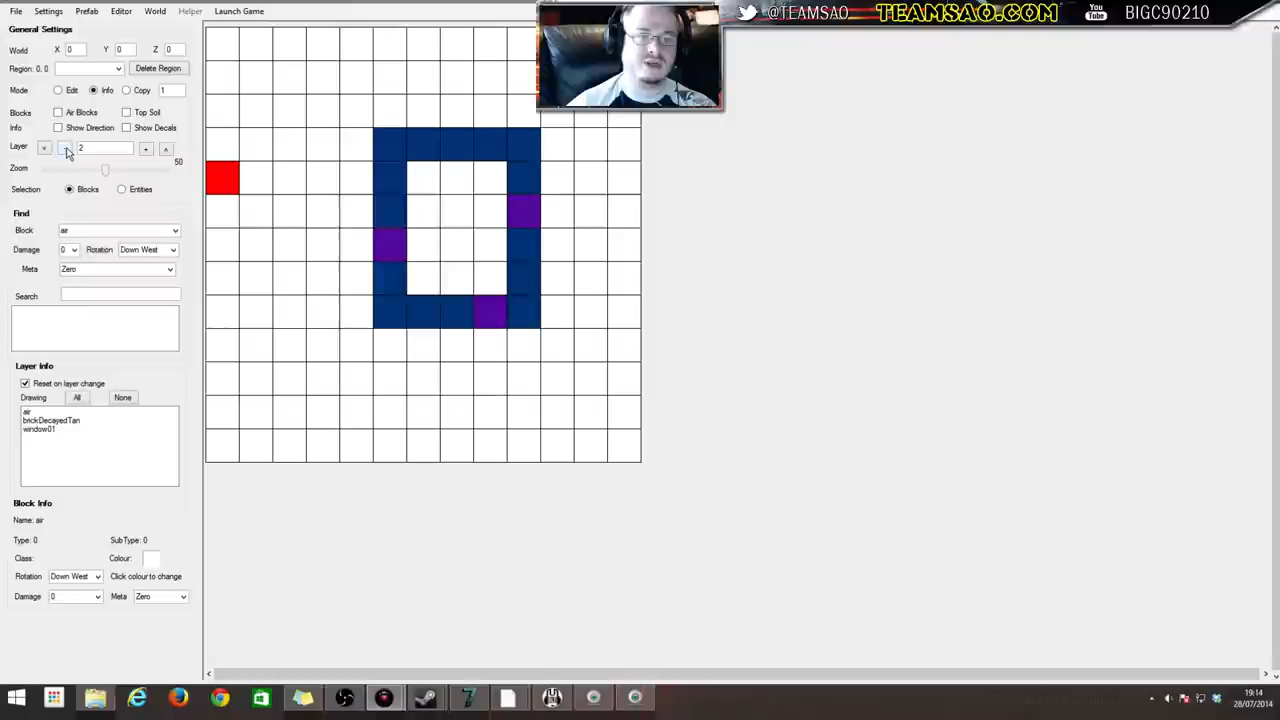 File Settings Prefab Editor World Helper Launch Game
@TEAMSAO TEAMSAO.COM You Tube BIGC90210
General Settings
World X 0 Y 0 Z 0
Region: 0, 0 Delete Region
Mode Edit Info Copy 1
Blocks Air Blocks Top Soil
Info Show Direction Show Decals
Layer v - 2 + ʌ
Zoom 50
Selection Blocks Entities
Find
Block air
Damage 0 Rotation Down West
Meta Zero
Search
Layer Info
Reset on layer change
Drawing All None
air
brickDecayedTan
window01
Block Info
Name: air
Type: 0 SubType: 0
Class: Colour:
Rotation Down West Click colour to change
Damage 0 Meta Zero
19:14
28/07/2014